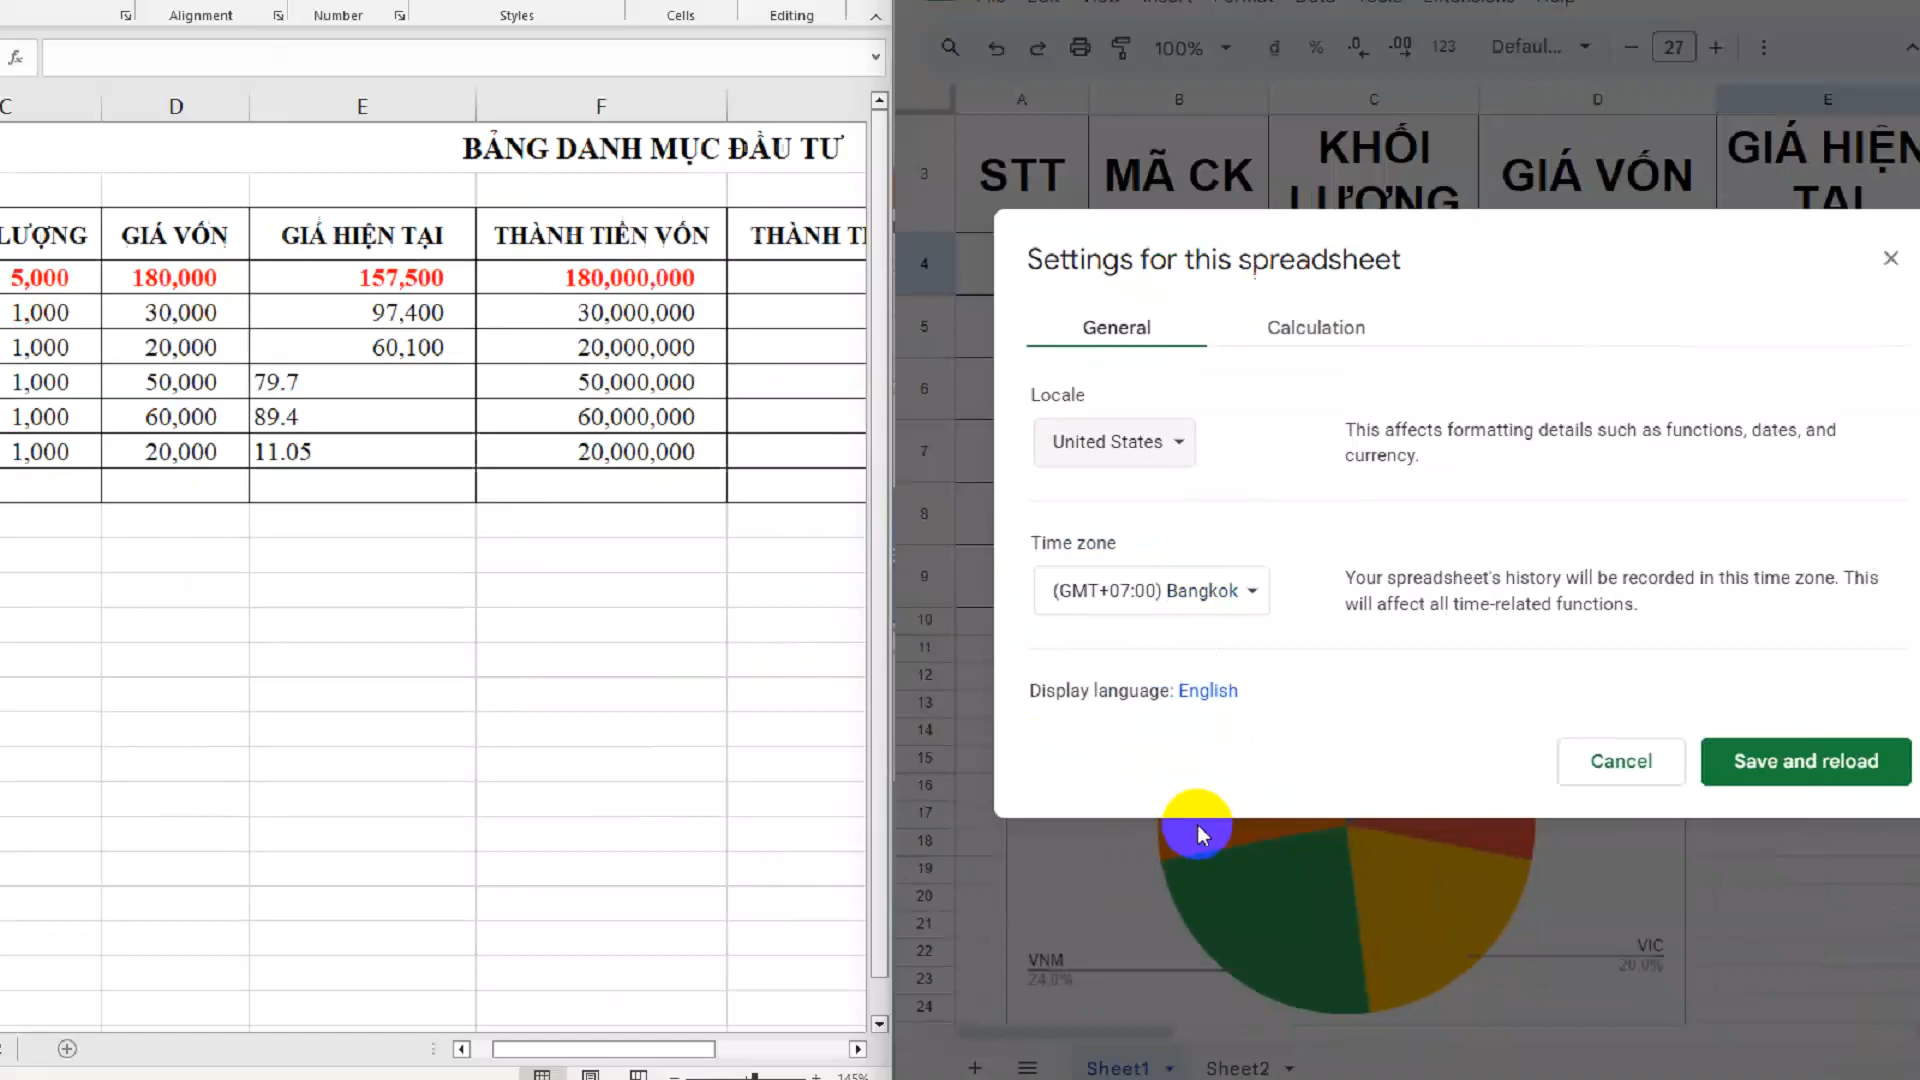 Alignment
Number
Styles
Cells
Editing
fx
C
D
E
F
BẢNG DANH MỤC ĐẦU TƯ
LƯỢNG GIÁ VỐN GIÁ HIỆN TẠI THÀNH TIỀN VỐN
5,000 180,000 157,500 180,000,000
1,000 30,000 97,400 30,000,000
1,000 20,000 60,100 20,000,000
1,000 50,000 79.7 50,000,000
1,000 60,000 89.4 60,000,000
1,000 20,000 11.05 20,000,000
145%
100% đ % .0 .00 123 Defaul... − 27 +
A B C D E
3
STT MÃ CK KHỐI LƯỢNG GIÁ VỐN GIÁ HIỆN TẠI
4
5
6
7
8
9
10
11
12
13
14
15
16
17
18
19
20
21
22
23
24
Settings for this spreadsheet
General Calculation
Locale
United States
This affects formatting details such as functions, dates, and
currency.
Time zone
(GMT+07:00) Bangkok
Your spreadsheet's history will be recorded in this time zone. This
will affect all time-related functions.
Display language: English
Cancel Save and reload
VNM
24.0%
VIC
20.0%
Sheet1 Sheet2